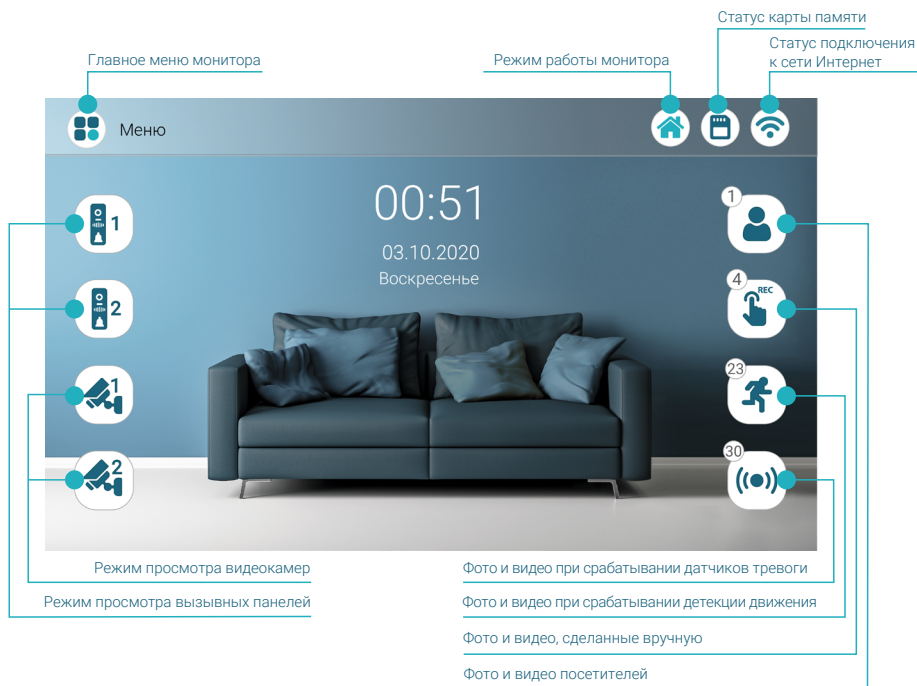 Статус карты памяти
Статус подключения
к сети Интернет
Главное меню монитора
Режим работы монитора
Меню
00:51
03.10.2020
Воскресенье
1
2
1
2
1
4
REC
23
30
Режим просмотра видеокамер
Режим просмотра вызывных панелей
Фото и видео при срабатывании датчиков тревоги
Фото и видео при срабатывании детекции движения
Фото и видео, сделанные вручную
Фото и видео посетителей